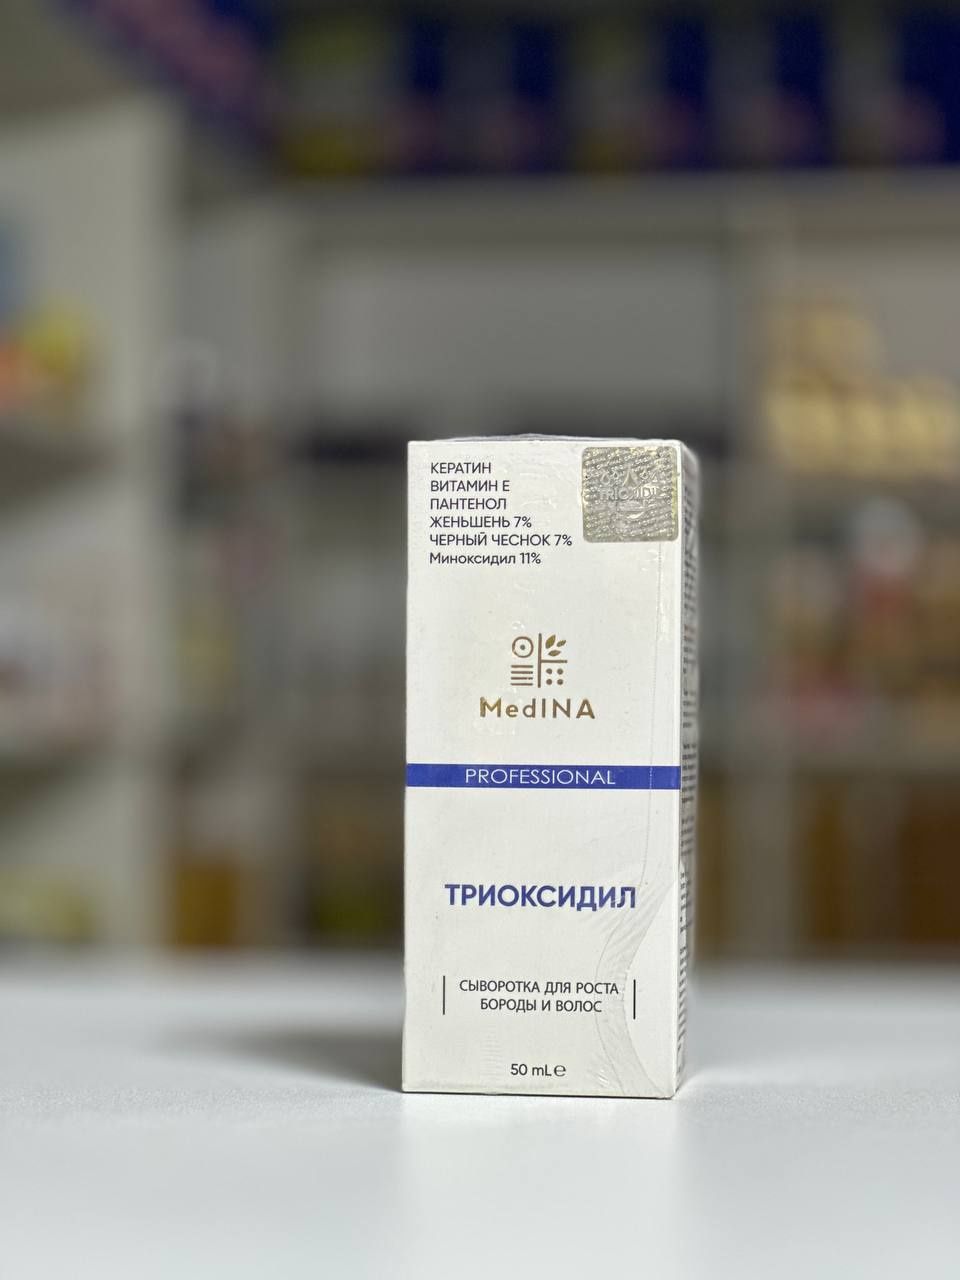 КЕРАТИН
ВИТАМИН Е
ПАНТЕНОЛ
ЖЕНЬШЕНЬ 7%
ЧЕРНЫЙ ЧЕСНОК 7%
Миноксидил 11%
MedINA
PROFESSIONAL
ТРИОКСИДИЛ
СЫВОРОТКА ДЛЯ РОСТА
БОРОДЫ И ВОЛОС
50 mL℮